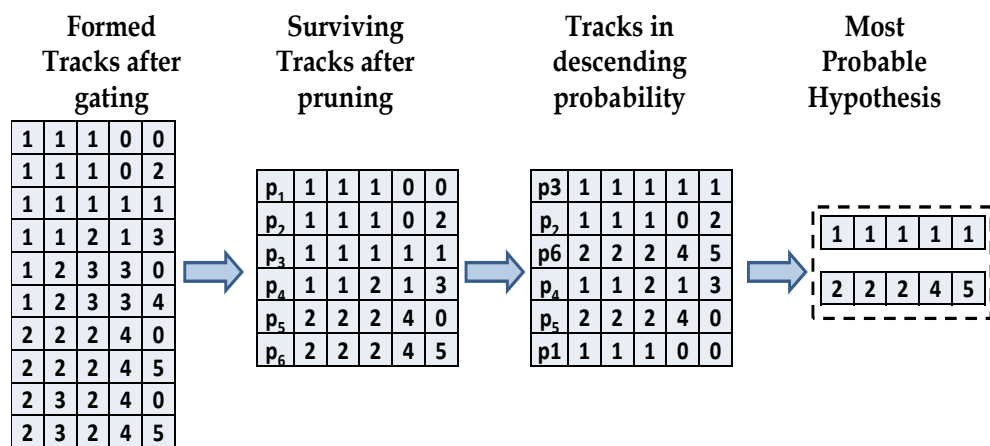 Formed
Tracks after
gating
1 1 1 0 0
1 1 1 0 2
1 1 1 1 1
1 1 2 1 3
1 2 3 3 0
1 2 3 3 4
2 2 2 4 0
2 2 2 4 5
2 3 2 4 0
2 3 2 4 5
Surviving
Tracks after
pruning
p₁ 1 1 1 0 0
p₂ 1 1 1 0 2
p₃ 1 1 1 1 1
p₄ 1 1 2 1 3
p₅ 2 2 2 4 0
p₆ 2 2 2 4 5
Tracks in
descending
probability
p3 1 1 1 1 1
p₂ 1 1 1 0 2
p6 2 2 2 4 5
p₄ 1 1 2 1 3
p₅ 2 2 2 4 0
p1 1 1 1 0 0
Most
Probable
Hypothesis
1 1 1 1 1
2 2 2 4 5